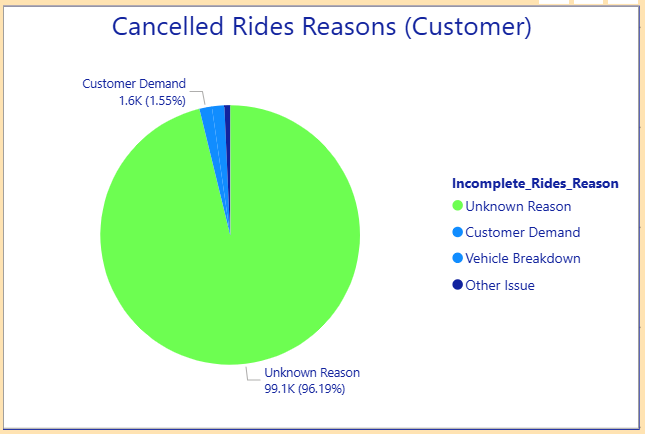 Cancelled Rides Reasons (Customer)
Customer Demand
1.6K (1.55%)
Incomplete_Rides_Reason
Unknown Reason
Customer Demand
Vehicle Breakdown
Other Issue
Unknown Reason
99.1K (96.19%)